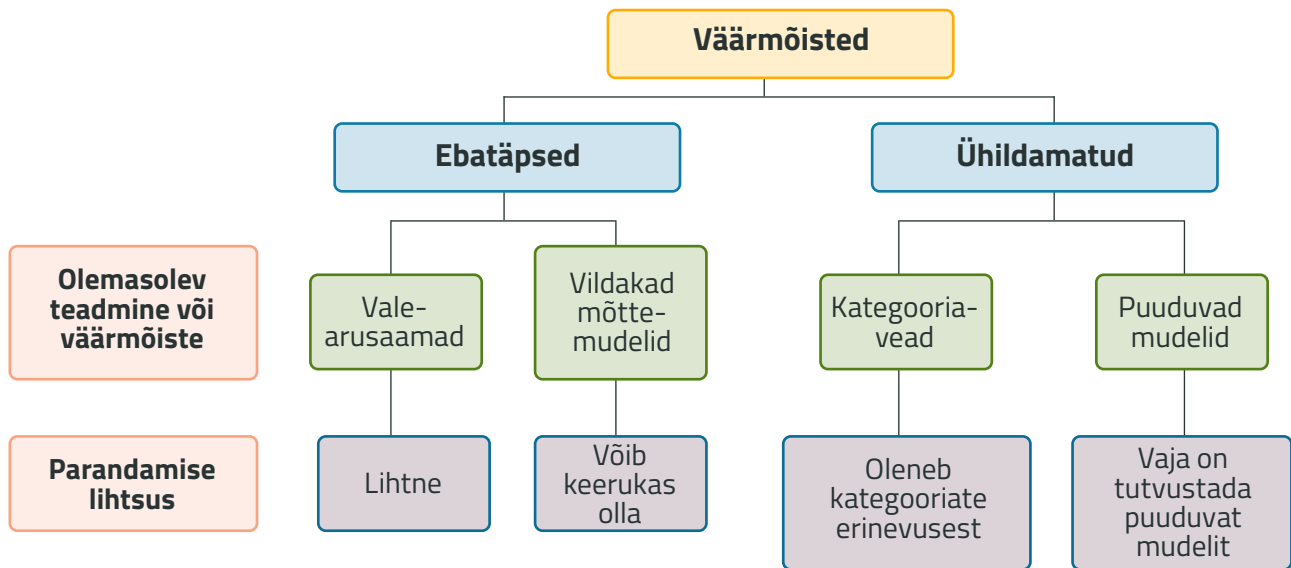 Väärmõisted
Ebatäpsed
Ühildamatud
Olemasolev
teadmine või
väärmõiste
Vale-
arusaamad
Vildakad
mõtte-
mudelid
Kategooria-
vead
Puuduvad
mudelid
Parandamise
lihtsus
Lihtne
Võib
keerukas
olla
Oleneb
kategooriate
erinevusest
Vaja on
tutvustada
puuduvat
mudelit